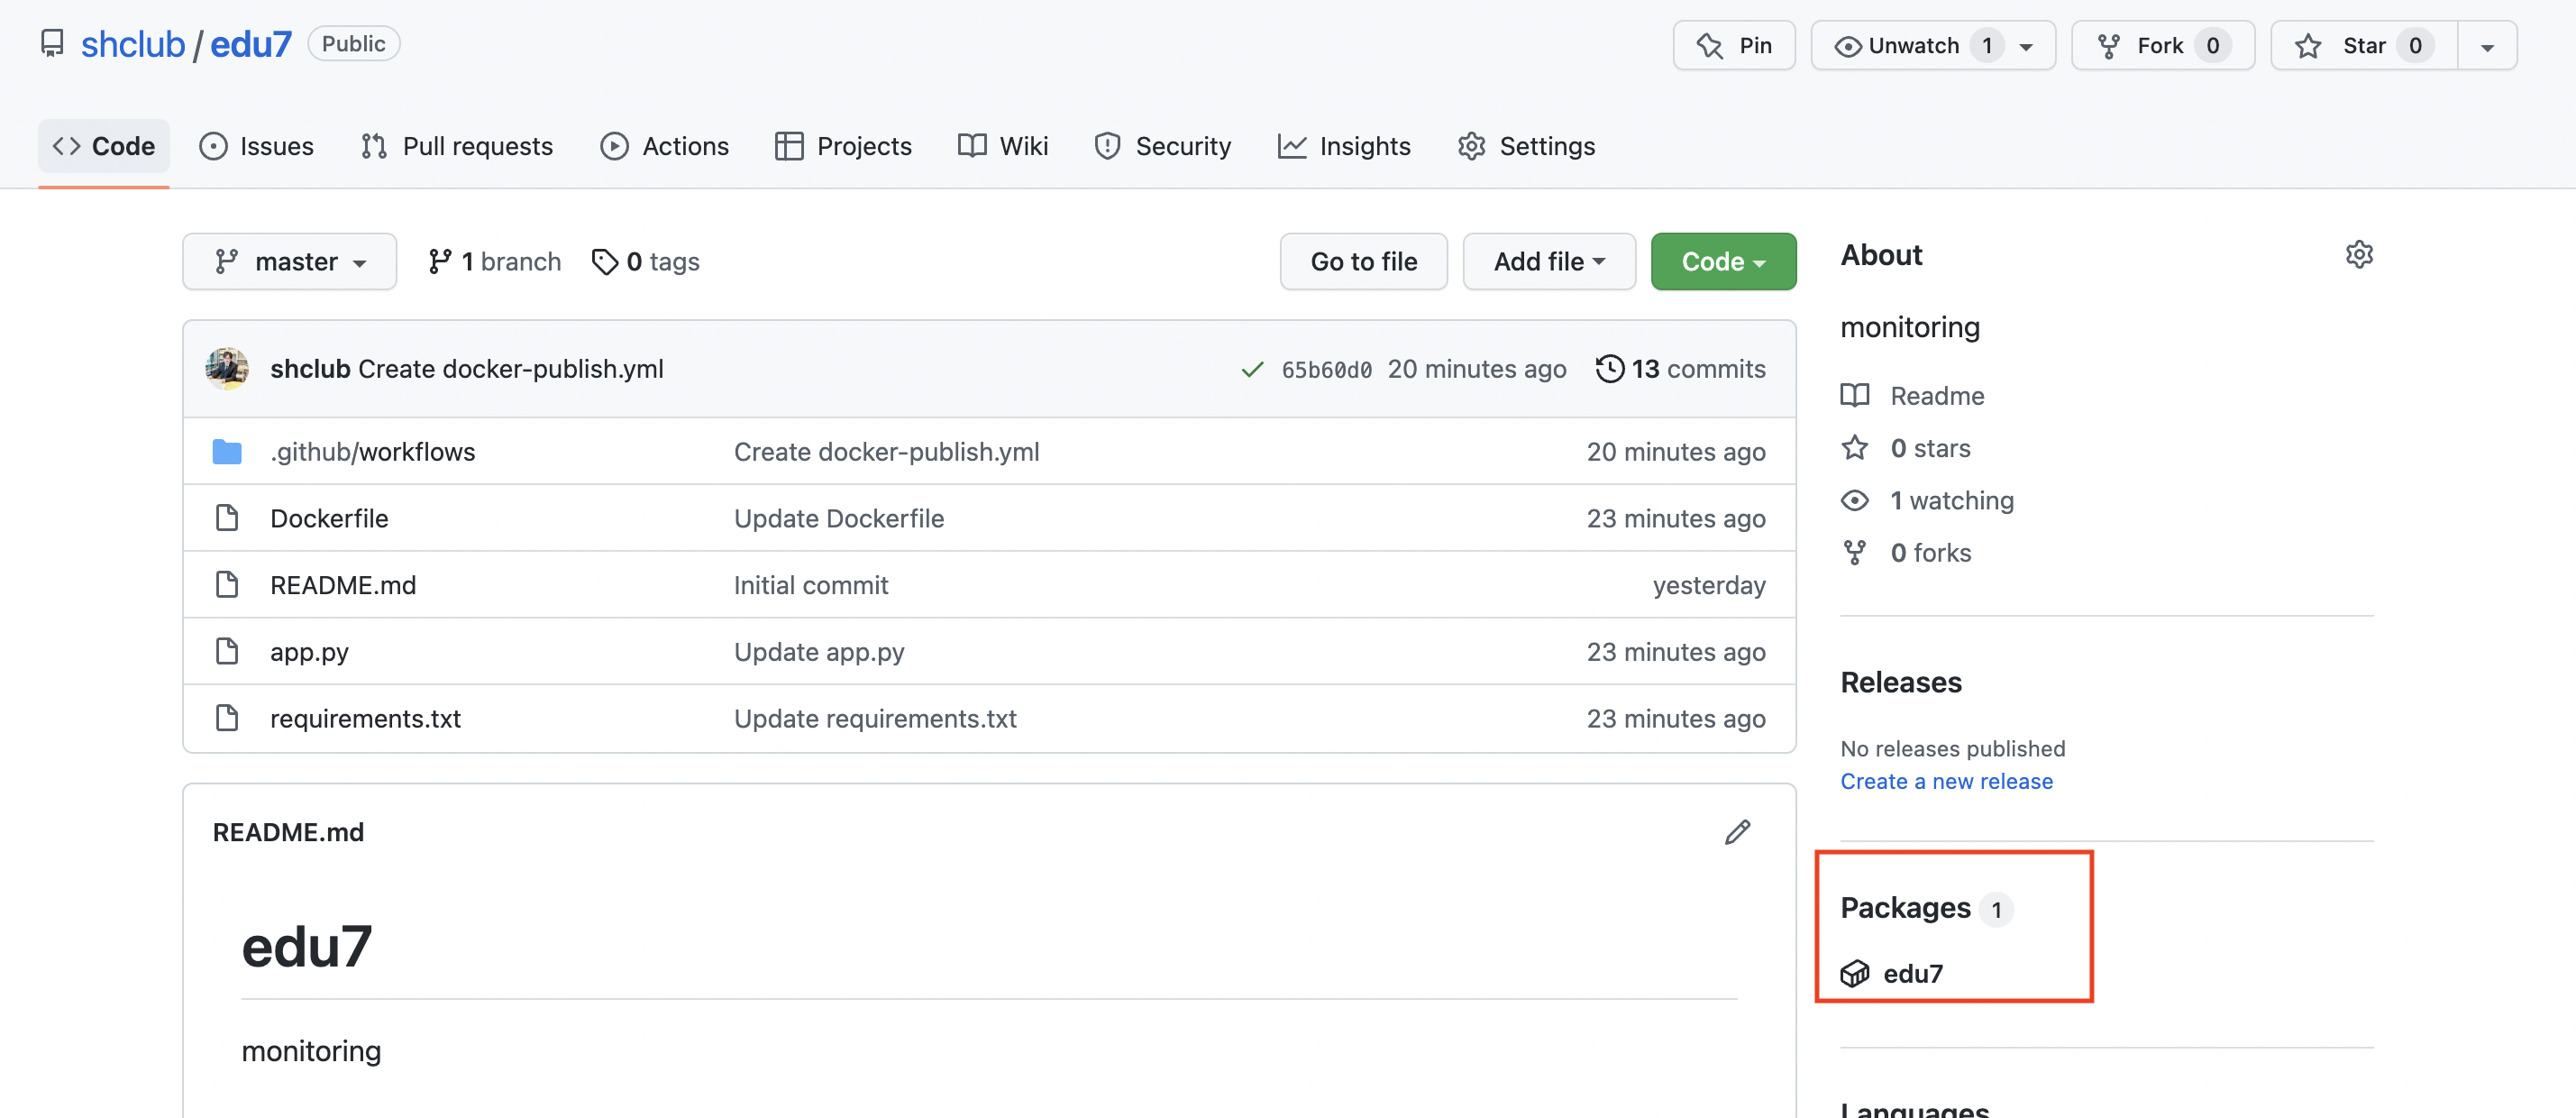 shclub / edu7 Public
Pin Unwatch 1 Fork 0 Star 0
Code Issues Pull requests Actions Projects Wiki Security Insights Settings
master 1 branch 0 tags Go to file Add file Code
shclub Create docker-publish.yml 65b60d0 20 minutes ago 13 commits
.github/workflows Create docker-publish.yml 20 minutes ago
Dockerfile Update Dockerfile 23 minutes ago
README.md Initial commit yesterday
app.py Update app.py 23 minutes ago
requirements.txt Update requirements.txt 23 minutes ago
README.md
edu7
monitoring
About
monitoring
Readme
0 stars
1 watching
0 forks
Releases
No releases published
Create a new release
Packages 1
edu7
Languages